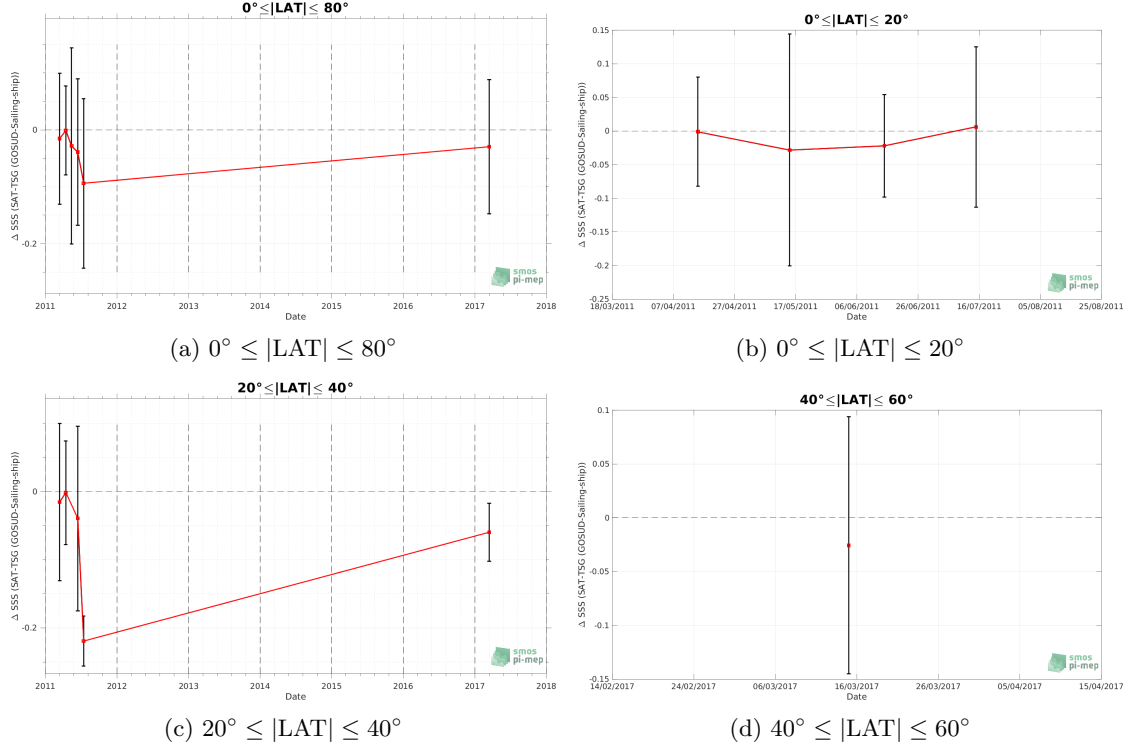 0°≤|LAT|≤ 80°
Δ SSS (SAT-TSG (GOSUD-Sailing-ship))
0
-0.2
2011 2012 2013 2014 2015 2016 2017 2018
Date
smos
pi-mep
(a) 0° ≤ |LAT| ≤ 80°
0°≤|LAT|≤ 20°
Δ SSS (SAT-TSG (GOSUD-Sailing-ship))
0.15
0.1
0.05
0
-0.05
-0.1
-0.15
-0.2
-0.25
18/03/2011 07/04/2011 27/04/2011 17/05/2011 06/06/2011 26/06/2011 16/07/2011 05/08/2011 25/08/2011
Date
smos
pi-mep
(b) 0° ≤ |LAT| ≤ 20°
20°≤|LAT|≤ 40°
Δ SSS (SAT-TSG (GOSUD-Sailing-ship))
0
-0.2
2011 2012 2013 2014 2015 2016 2017 2018
Date
smos
pi-mep
(c) 20° ≤ |LAT| ≤ 40°
40°≤|LAT|≤ 60°
Δ SSS (SAT-TSG (GOSUD-Sailing-ship))
0.1
0.05
0
-0.05
-0.1
-0.15
14/02/2017 24/02/2017 06/03/2017 16/03/2017 26/03/2017 05/04/2017 15/04/2017
Date
smos
pi-mep
(d) 40° ≤ |LAT| ≤ 60°